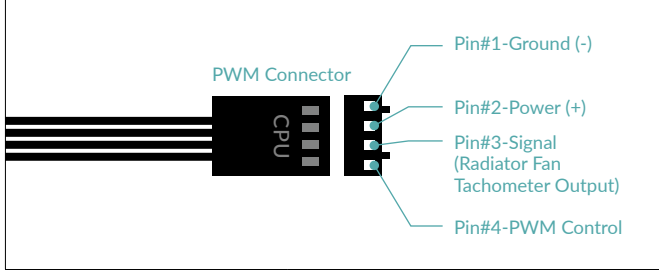 Pin#1-Ground (-)
PWM Connector
CPU
Pin#2-Power (+)
Pin#3-Signal
(Radiator Fan
Tachometer Output)
Pin#4-PWM Control